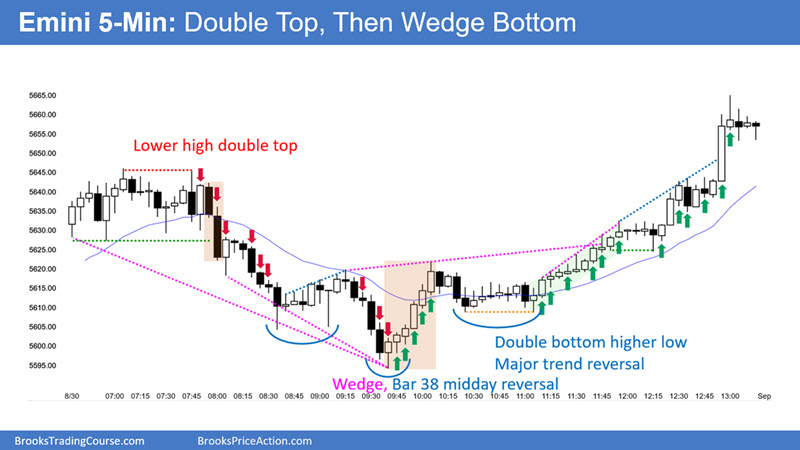 Emini 5-Min: Double Top, Then Wedge Bottom
5665.00
5660.00
5655.00
5650.00
5645.00
5640.00
5635.00
5630.00
5625.00
5620.00
5615.00
5610.00
5605.00
5600.00
5595.00
Lower high double top
Double bottom higher low
Major trend reversal
Wedge, Bar 38 midday reversal
8/30 07:00 07:15 07:30 07:45 08:00 08:15 08:30 08:45 09:00 09:15 09:30 09:45 10:00 10:15 10:30 10:45 11:00 11:15 11:30 11:45 12:00 12:15 12:30 12:45 13:00 Sep
BrooksTradingCourse.com BrooksPriceAction.com